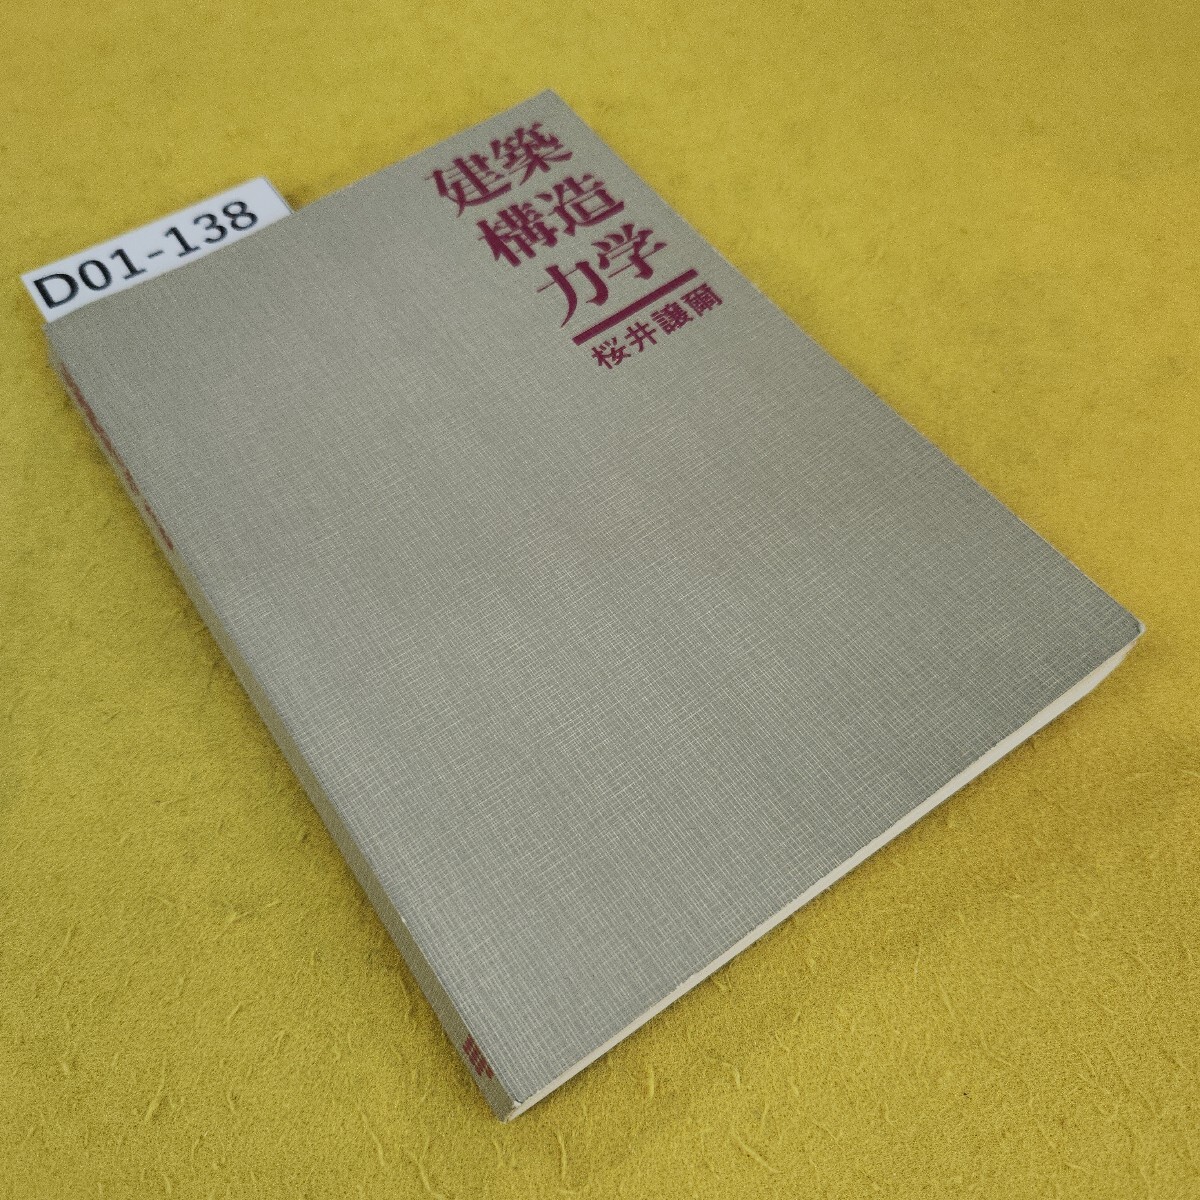 D01-138
建築
構造
力学
桜井譲爾